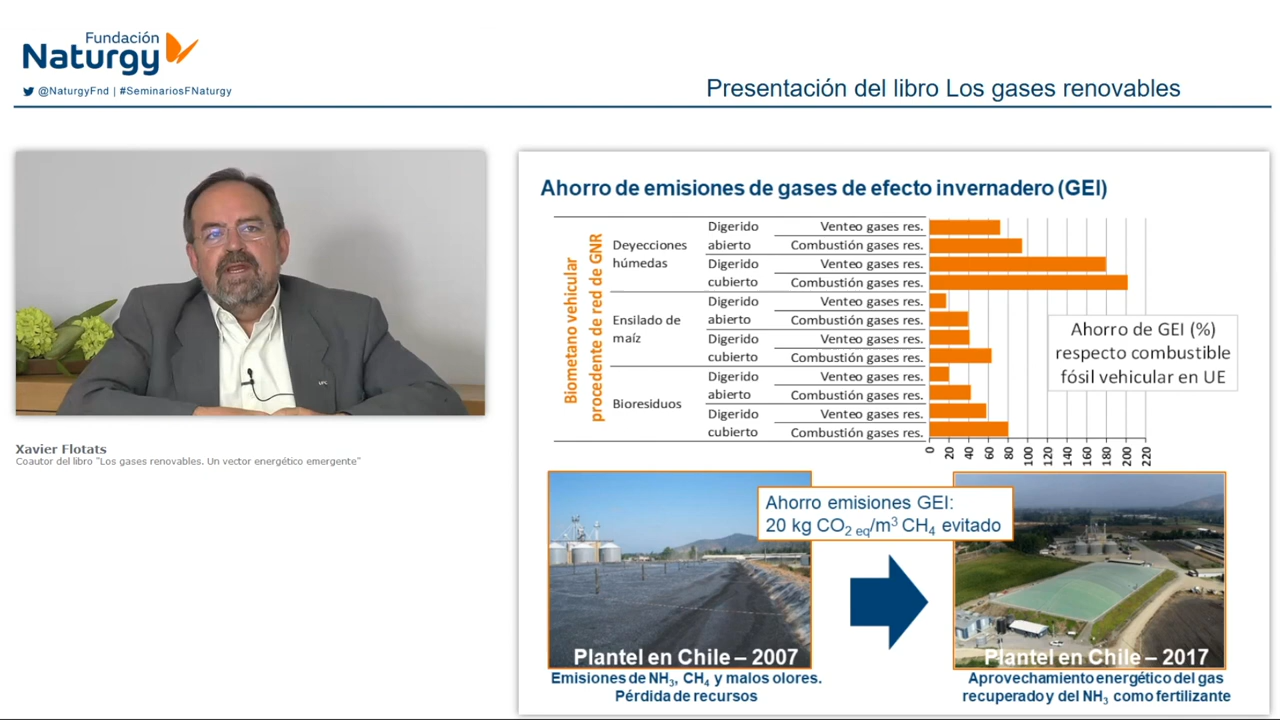 Fundación
Naturgy
@NaturgyFnd | #SeminariosFNaturgy
Presentación del libro Los gases renovables
Xavier Flotats
Coautor del libro "Los gases renovables. Un vector energético emergente"
Ahorro de emisiones de gases de efecto invernadero (GEI)
Biometano vehicular
procedente de red de GNR
Deyecciones
húmedas
Digerido
abierto
Venteo gases res.
Combustión gases res.
Digerido
cubierto
Venteo gases res.
Combustión gases res.
Ensilado de
maíz
Digerido
abierto
Venteo gases res.
Combustión gases res.
Digerido
cubierto
Venteo gases res.
Combustión gases res.
Bioresiduos
Digerido
abierto
Venteo gases res.
Combustión gases res.
Digerido
cubierto
Venteo gases res.
Combustión gases res.
0 20 40 60 80 100 120 140 160 180 200 220
Ahorro de GEI (%)
respecto combustible
fósil vehicular en UE
Ahorro emisiones GEI:
20 kg CO2 eq/m3 CH4 evitado
Plantel en Chile – 2007
Emisiones de NH3, CH4 y malos olores.
Pérdida de recursos
Plantel en Chile – 2017
Aprovechamiento energético del gas
recuperado y del NH3 como fertilizante